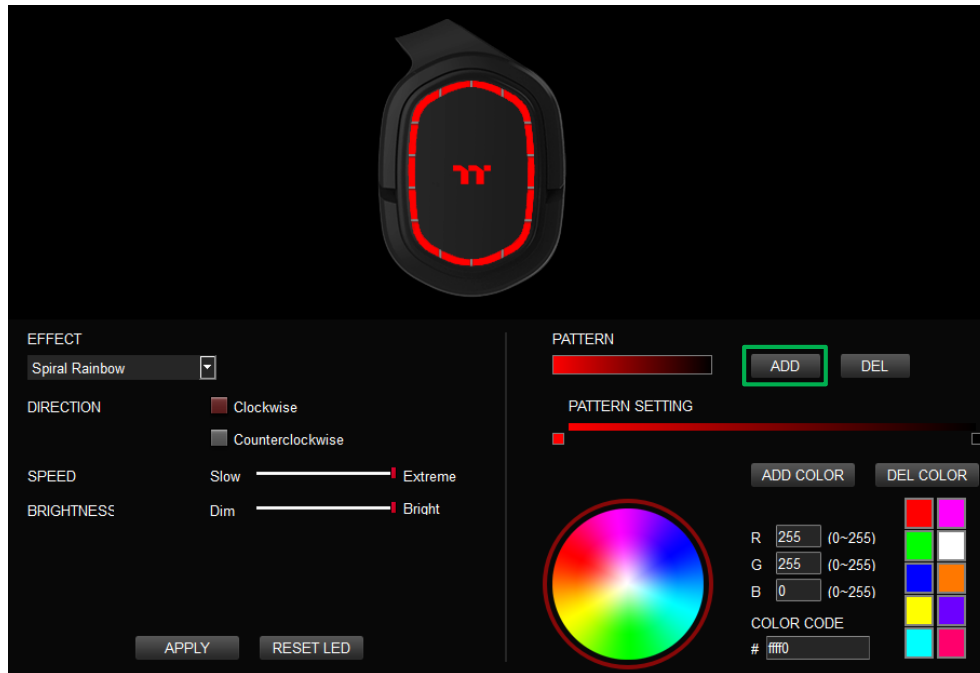 EFFECT
Spiral Rainbow
DIRECTION
Clockwise
Counterclockwise
SPEED
Slow
Extreme
BRIGHTNESS
Dim
Bright
APPLY
RESET LED
PATTERN
ADD
DEL
PATTERN SETTING
ADD COLOR
DEL COLOR
R 255 (0~255)
G 255 (0~255)
B 0 (0~255)
COLOR CODE
# ffff0